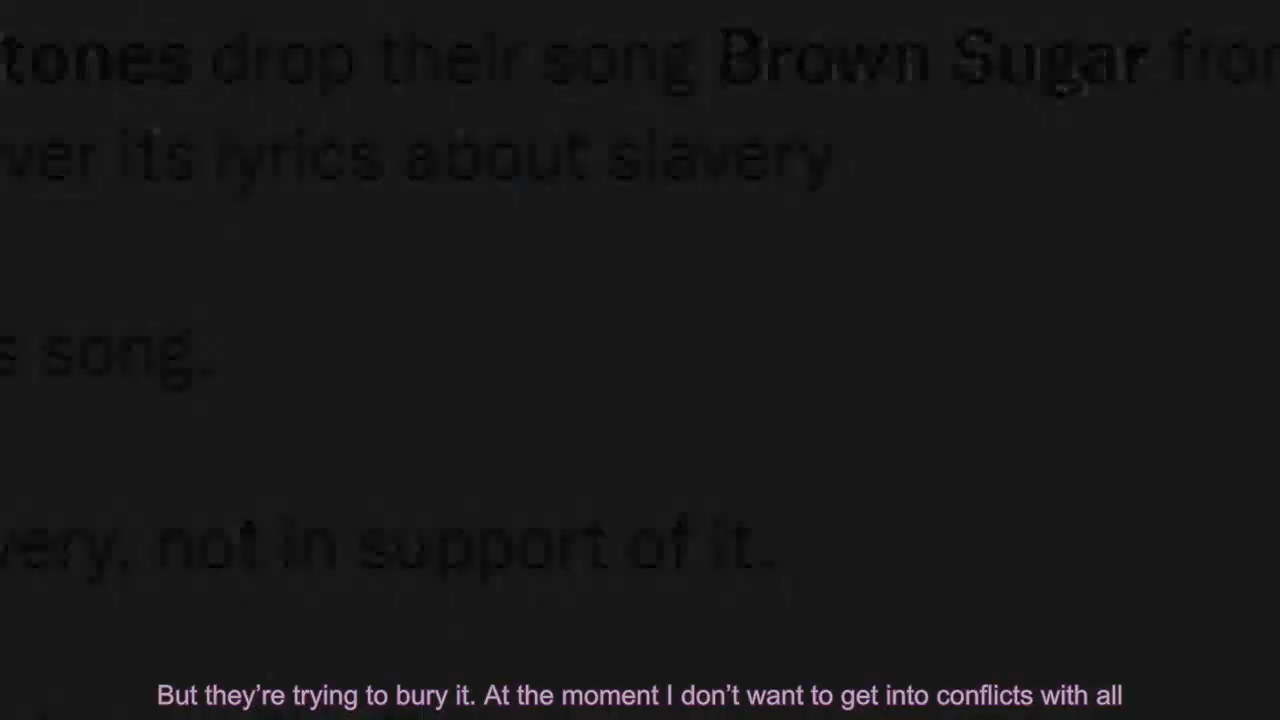 tones drop their song Brown Sugar from
ver its lyrics about slavery
s song.
very, not in support of it.
But they’re trying to bury it. At the moment I don’t want to get into conflicts with all